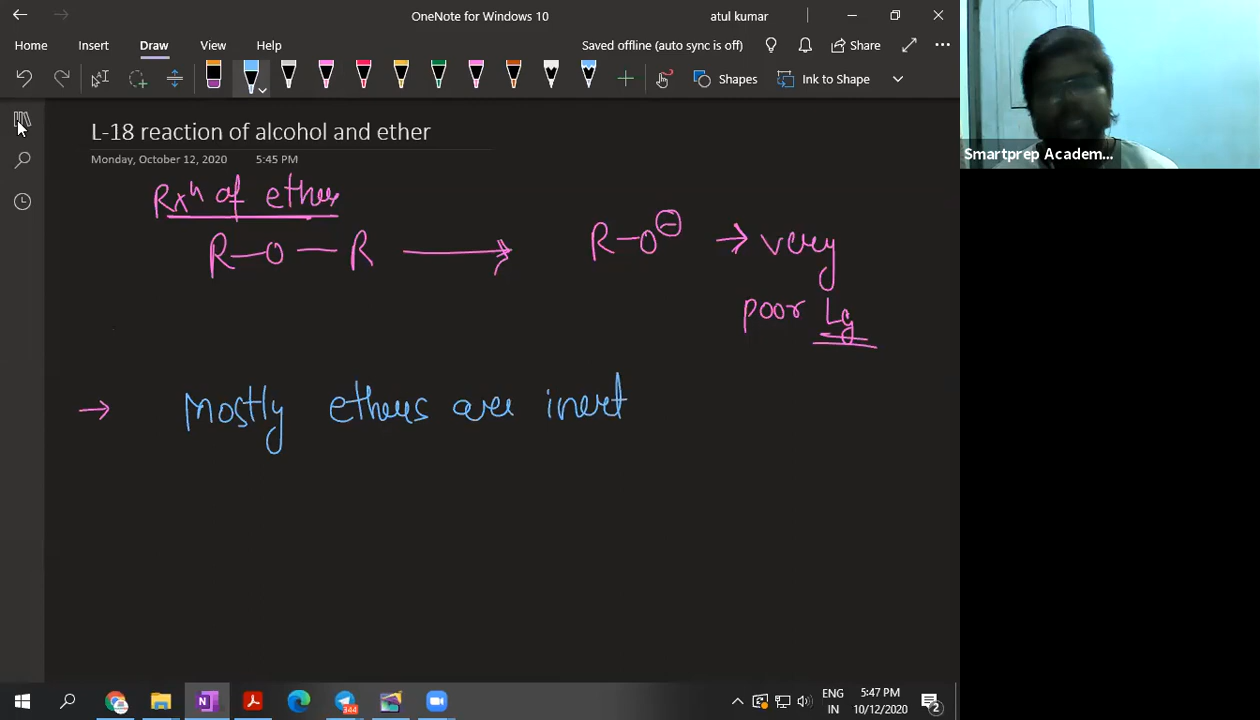 OneNote for Windows 10
atul kumar
Home Insert Draw View Help
Saved offline (auto sync is off)
Share
Shapes
Ink to Shape
L-18 reaction of alcohol and ether
Monday, October 12, 2020 5:45 PM
Rxn of ether
R-O-R → R-O⊖ → very
poor Lg
→ Mostly ethers are inert
Smartprep Academ...
344
ENG
IN
5:47 PM
10/12/2020
2